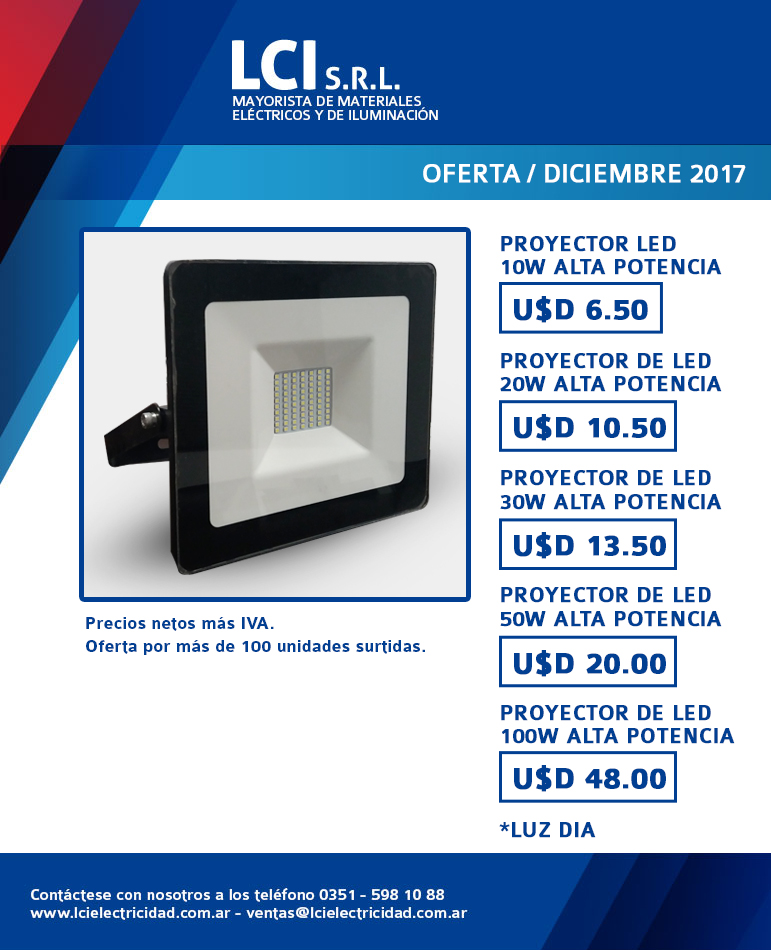 LCI S.R.L.
MAYORISTA DE MATERIALES
ELÉCTRICOS Y DE ILUMINACIÓN
OFERTA / DICIEMBRE 2017
PROYECTOR LED
10W ALTA POTENCIA
U$D 6.50
PROYECTOR DE LED
20W ALTA POTENCIA
U$D 10.50
PROYECTOR DE LED
30W ALTA POTENCIA
U$D 13.50
PROYECTOR DE LED
50W ALTA POTENCIA
U$D 20.00
PROYECTOR DE LED
100W ALTA POTENCIA
U$D 48.00
*LUZ DIA
Precios netos más IVA.
Oferta por más de 100 unidades surtidas.
Contáctese con nosotros a los teléfono 0351 - 598 10 88
www.lcielectricidad.com.ar - ventas@lcielectricidad.com.ar